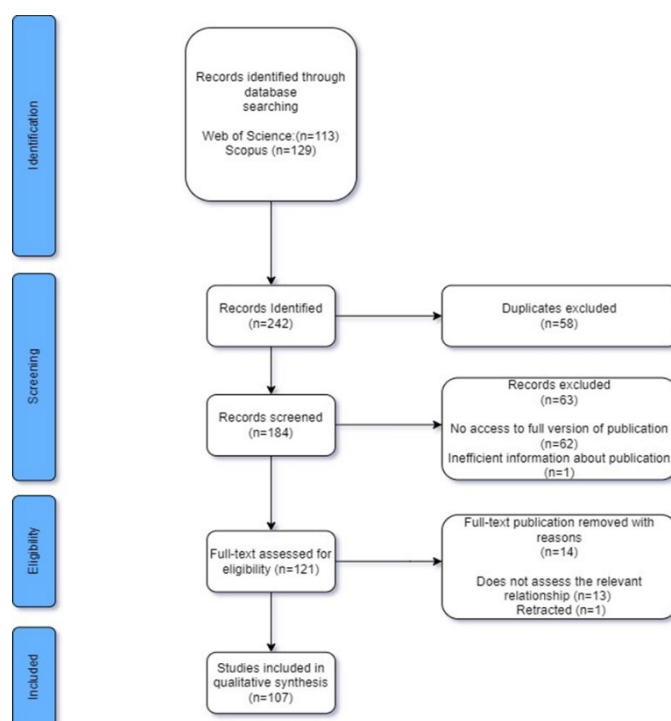 Identification
Records identified through
database
searching
Web of Science:(n=113)
Scopus (n=129)
Screening
Records Identified
(n=242)
Duplicates excluded
(n=58)
Records screened
(n=184)
Records excluded
(n=63)
No access to full version of publication
(n=62)
Inefficient information about publication
(n=1)
Eligibility
Full-text assessed for
eligibility (n=121)
Full-text publication removed with
reasons
(n=14)
Does not assess the relevant
relationship (n=13)
Retracted (n=1)
Included
Studies included in
qualitative synthesis
(n=107)